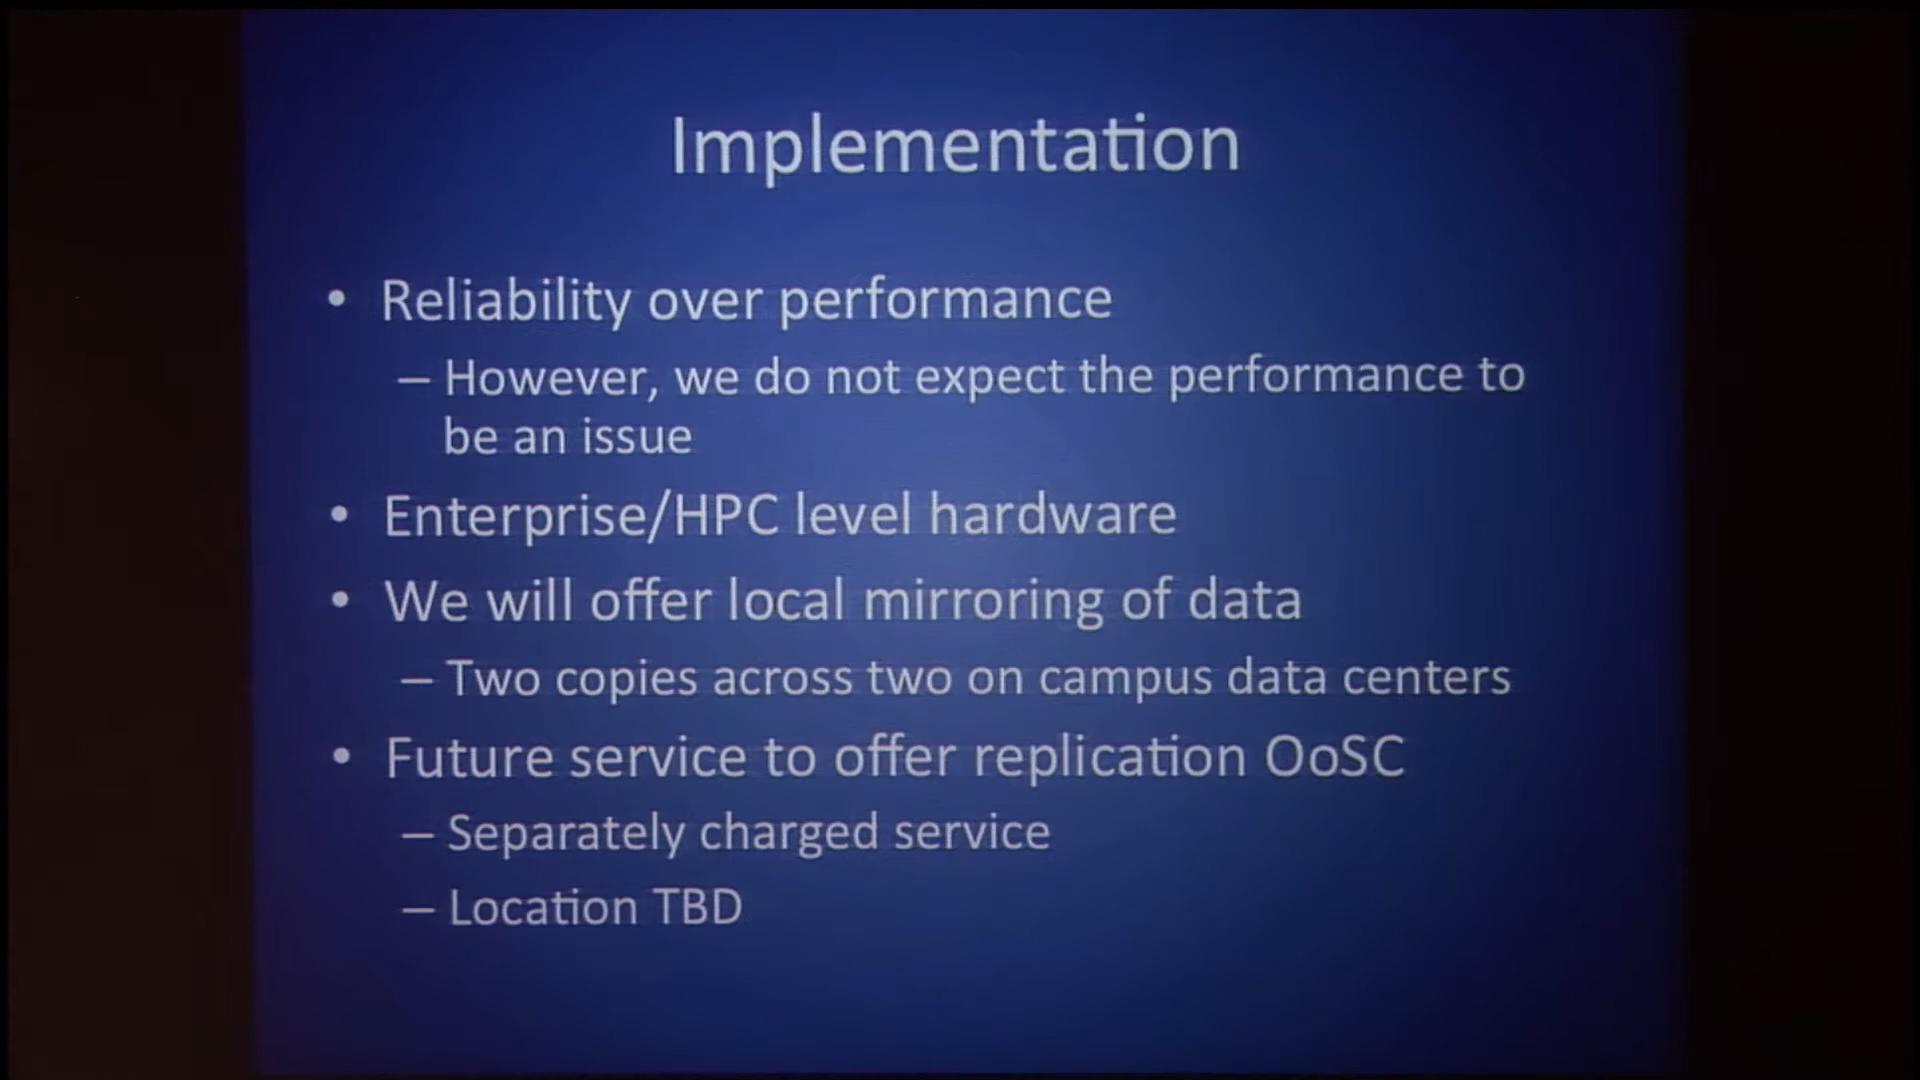 Implementation
• Reliability over performance
– However, we do not expect the performance to
be an issue
• Enterprise/HPC level hardware
• We will offer local mirroring of data
– Two copies across two on campus data centers
• Future service to offer replication OoSC
– Separately charged service
– Location TBD